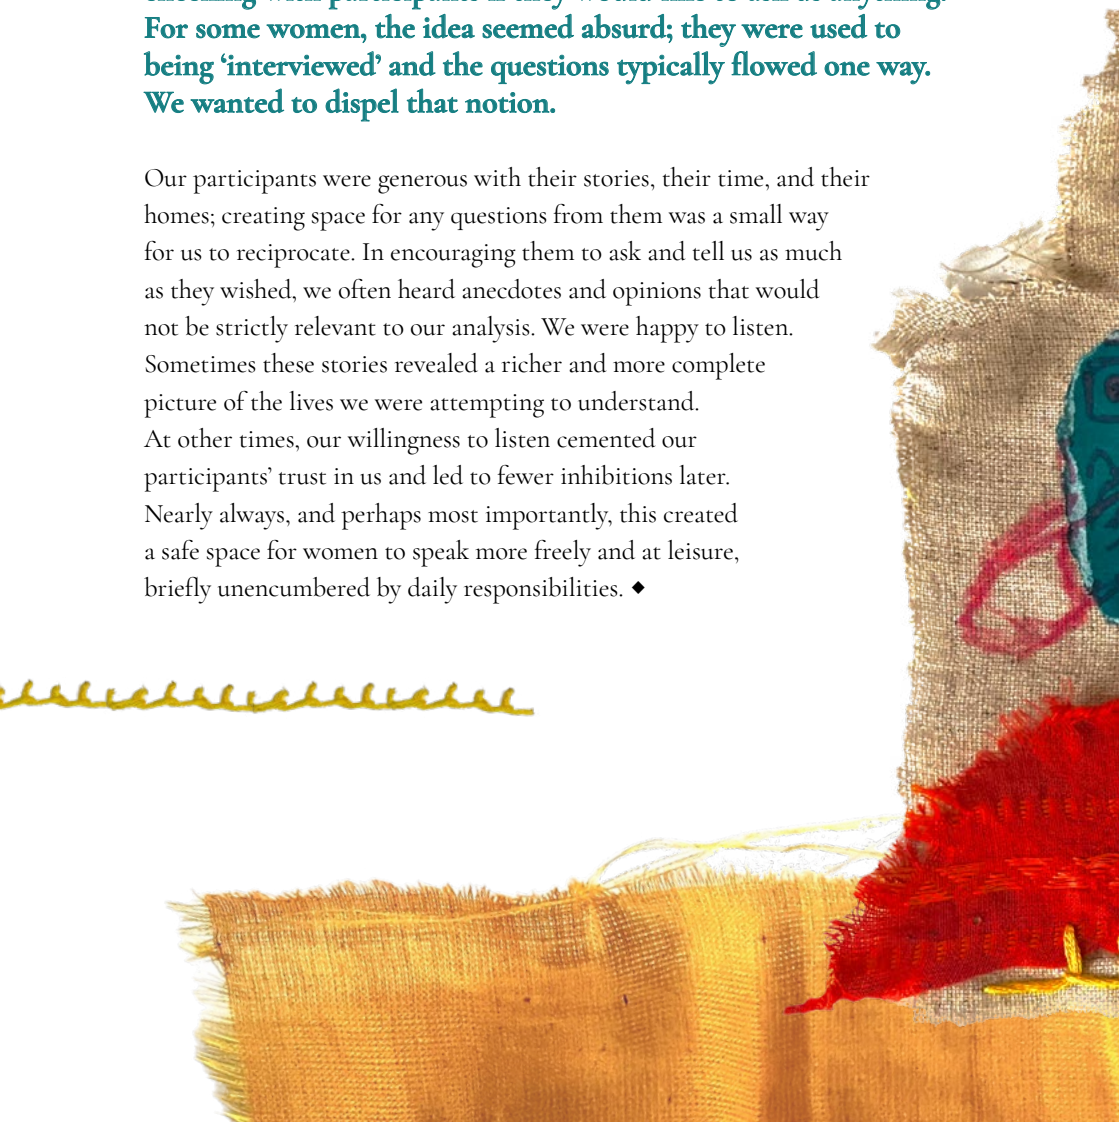 For some women, the idea seemed absurd; they were used to
being ‘interviewed’ and the questions typically flowed one way.
We wanted to dispel that notion.
Our participants were generous with their stories, their time, and their
homes; creating space for any questions from them was a small way
for us to reciprocate. In encouraging them to ask and tell us as much
as they wished, we often heard anecdotes and opinions that would
not be strictly relevant to our analysis. We were happy to listen.
Sometimes these stories revealed a richer and more complete
picture of the lives we were attempting to understand.
At other times, our willingness to listen cemented our
participants’ trust in us and led to fewer inhibitions later.
Nearly always, and perhaps most importantly, this created
a safe space for women to speak more freely and at leisure,
briefly unencumbered by daily responsibilities. ◆